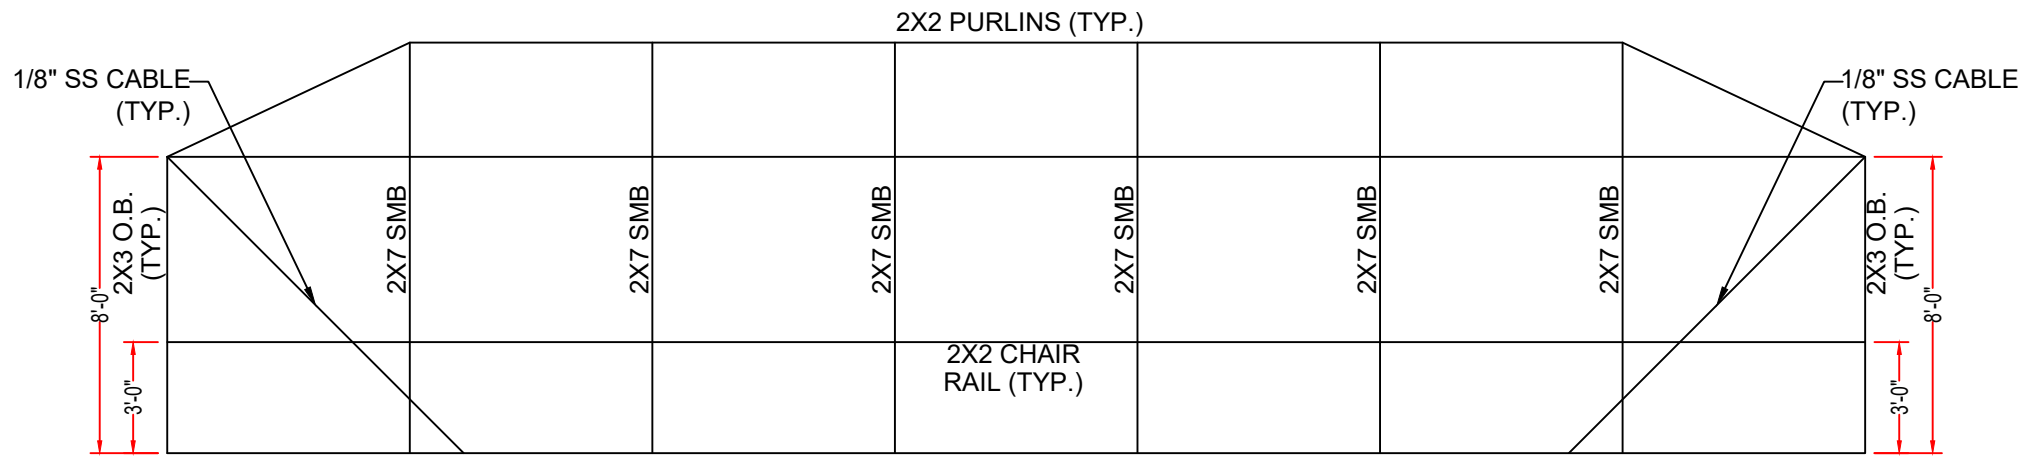 2X2 PURLINS (TYP.)
1/8" SS CABLE
(TYP.)
1/8" SS CABLE
(TYP.)
2X3 O.B.
(TYP.)
8'-0"
3'-0"
2X7 SMB
2X7 SMB
2X7 SMB
2X7 SMB
2X7 SMB
2X7 SMB
2X3 O.B.
(TYP.)
8'-0"
3'-0"
2X2 CHAIR
RAIL (TYP.)